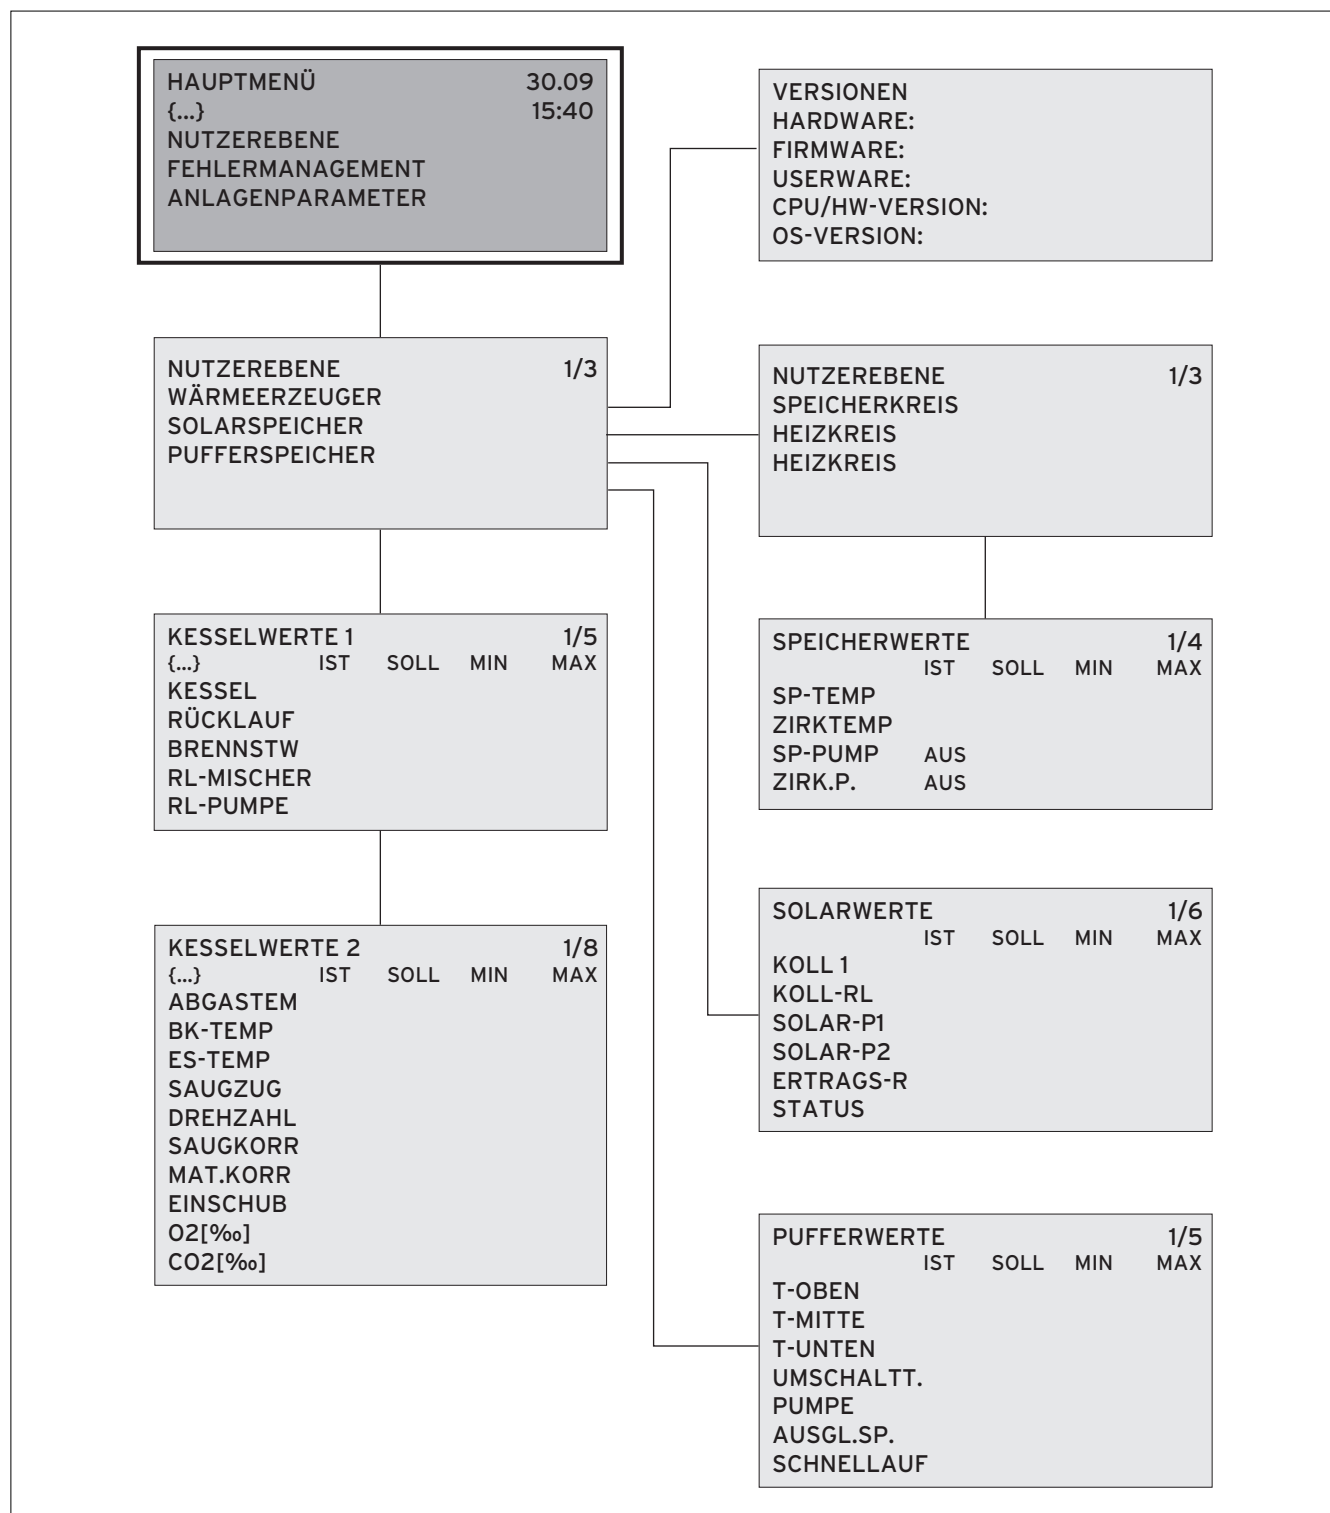 HAUPTMENÜ 30.09
{...} 15:40
NUTZEREBENE
FEHLERMANAGEMENT
ANLAGENPARAMETER
NUTZEREBENE 1/3
WÄRMEERZEUGER
SOLARSPEICHER
PUFFERSPEICHER
KESSELWERTE 1 1/5
{...} IST SOLL MIN MAX
KESSEL
RÜCKLAUF
BRENNSTW
RL-MISCHER
RL-PUMPE
KESSELWERTE 2 1/8
{...} IST SOLL MIN MAX
ABGASTEM
BK-TEMP
ES-TEMP
SAUGZUG
DREHZAHL
SAUGKORR
MAT.KORR
EINSCHUB
O2[‰]
CO2[‰]
VERSIONEN
HARDWARE:
FIRMWARE:
USERWARE:
CPU/HW-VERSION:
OS-VERSION:
NUTZEREBENE 1/3
SPEICHERKREIS
HEIZKREIS
HEIZKREIS
SPEICHERWERTE 1/4
IST SOLL MIN MAX
SP-TEMP
ZIRKTEMP
SP-PUMP AUS
ZIRK.P. AUS
SOLARWERTE 1/6
IST SOLL MIN MAX
KOLL 1
KOLL-RL
SOLAR-P1
SOLAR-P2
ERTRAGS-R
STATUS
PUFFERWERTE 1/5
IST SOLL MIN MAX
T-OBEN
T-MITTE
T-UNTEN
UMSCHALTT.
PUMPE
AUSGL.SP.
SCHNELLAUF